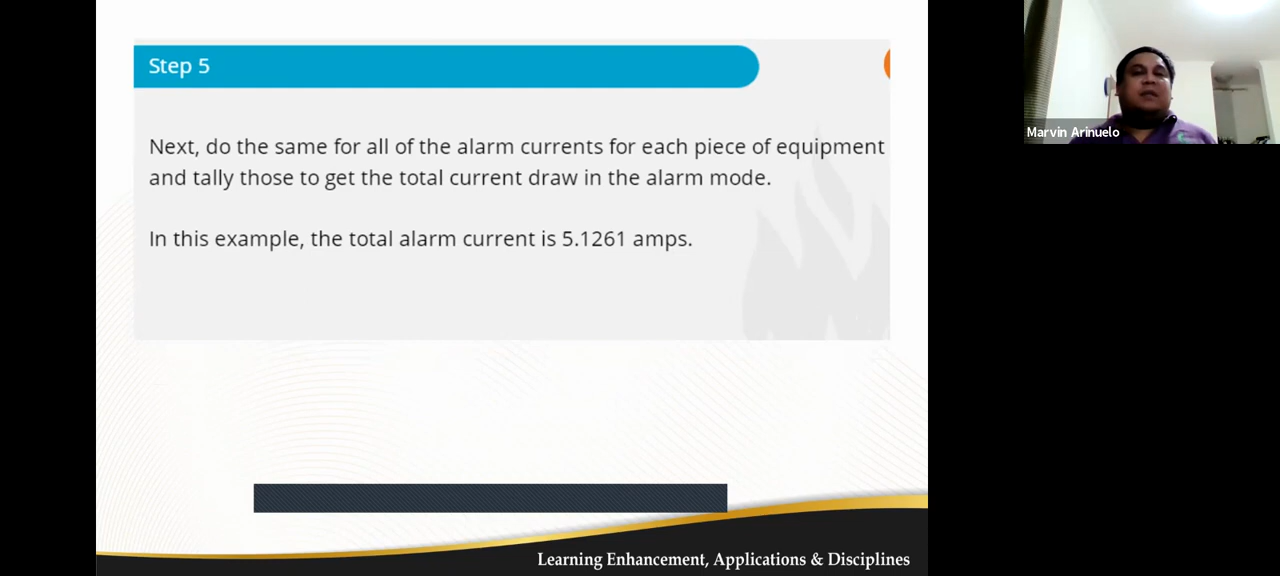 Step 5
Next, do the same for all of the alarm currents for each piece of equipment
and tally those to get the total current draw in the alarm mode.
In this example, the total alarm current is 5.1261 amps.
Learning Enhancement, Applications & Disciplines
Marvin Arinuelo